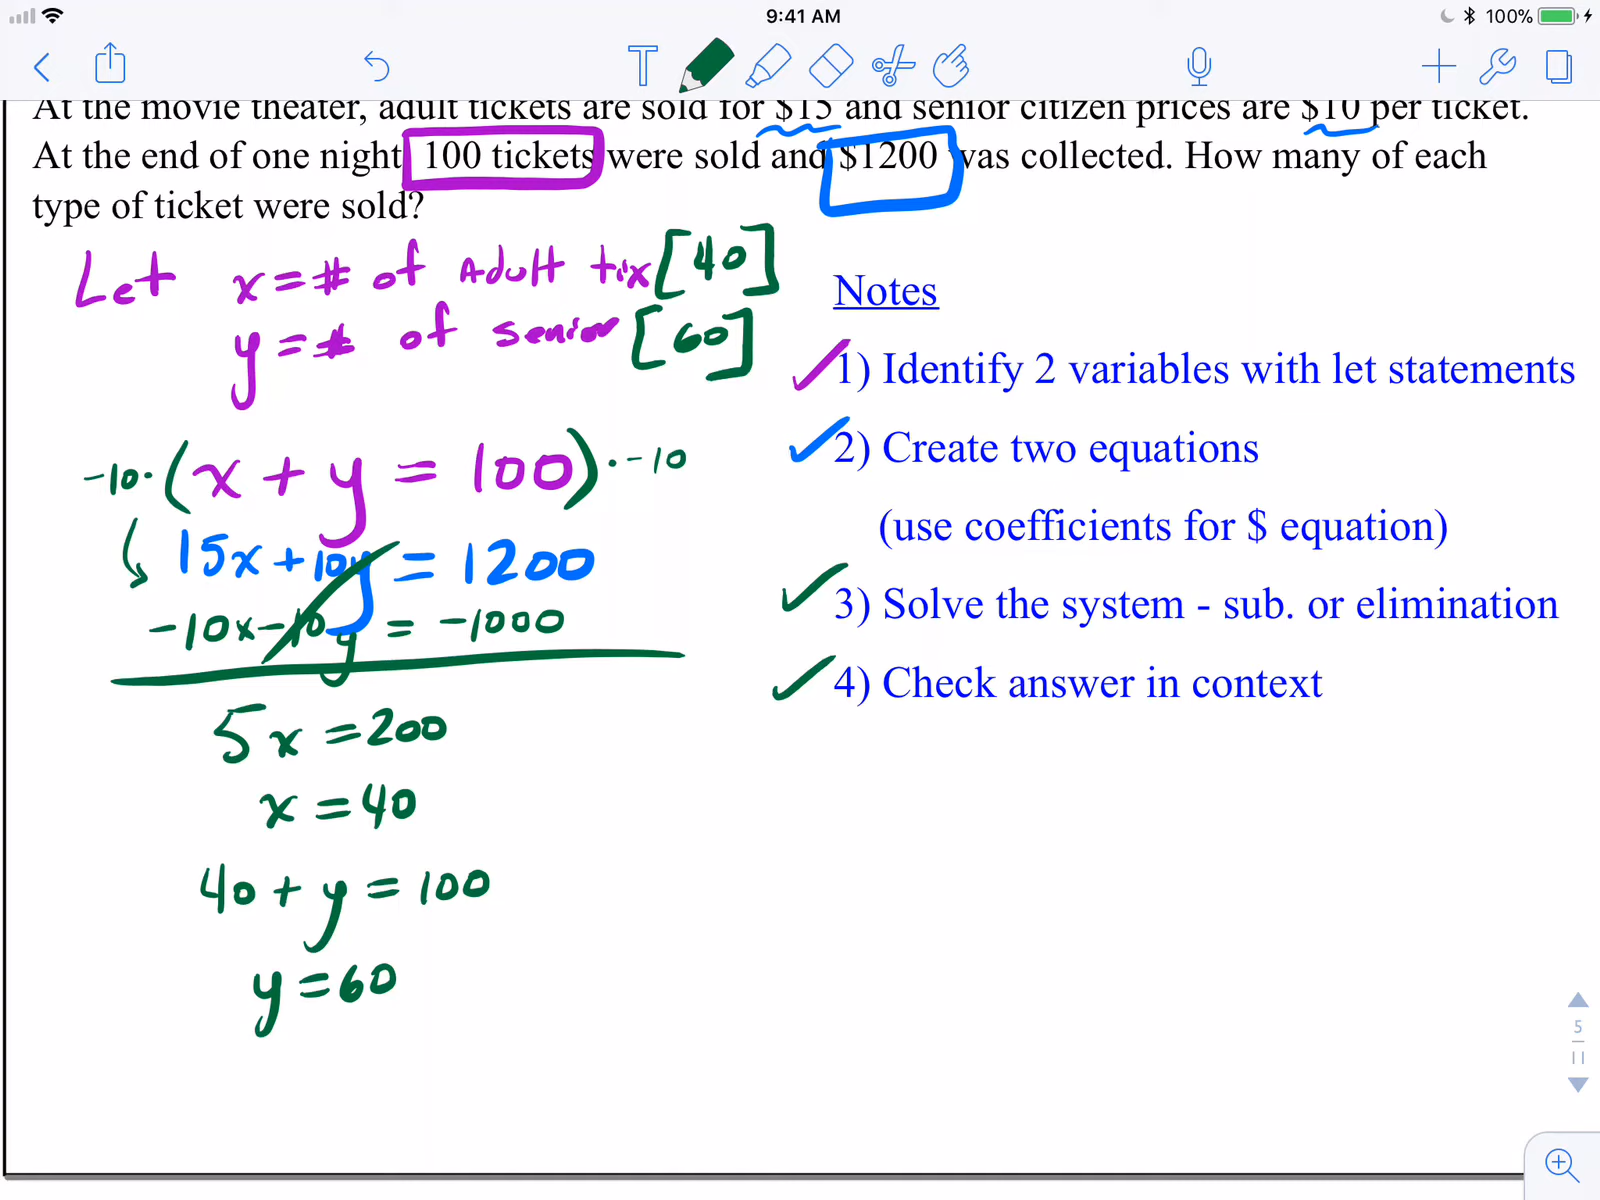 9:41 AM
100%
T
At the movie theater, adult tickets are sold for $15 and senior citizen prices are $10 per ticket.
At the end of one night 100 tickets were sold and $1200 was collected. How many of each
type of ticket were sold?
Let x = # of Adult tix [40]
y = # of senior [60]
-10·(x + y = 100)·-10
15x + 10y = 1200
-10x - 10y = -1000
5x = 200
x = 40
40 + y = 100
y = 60
Notes
1) Identify 2 variables with let statements
2) Create two equations
(use coefficients for $ equation)
3) Solve the system - sub. or elimination
4) Check answer in context
5
11